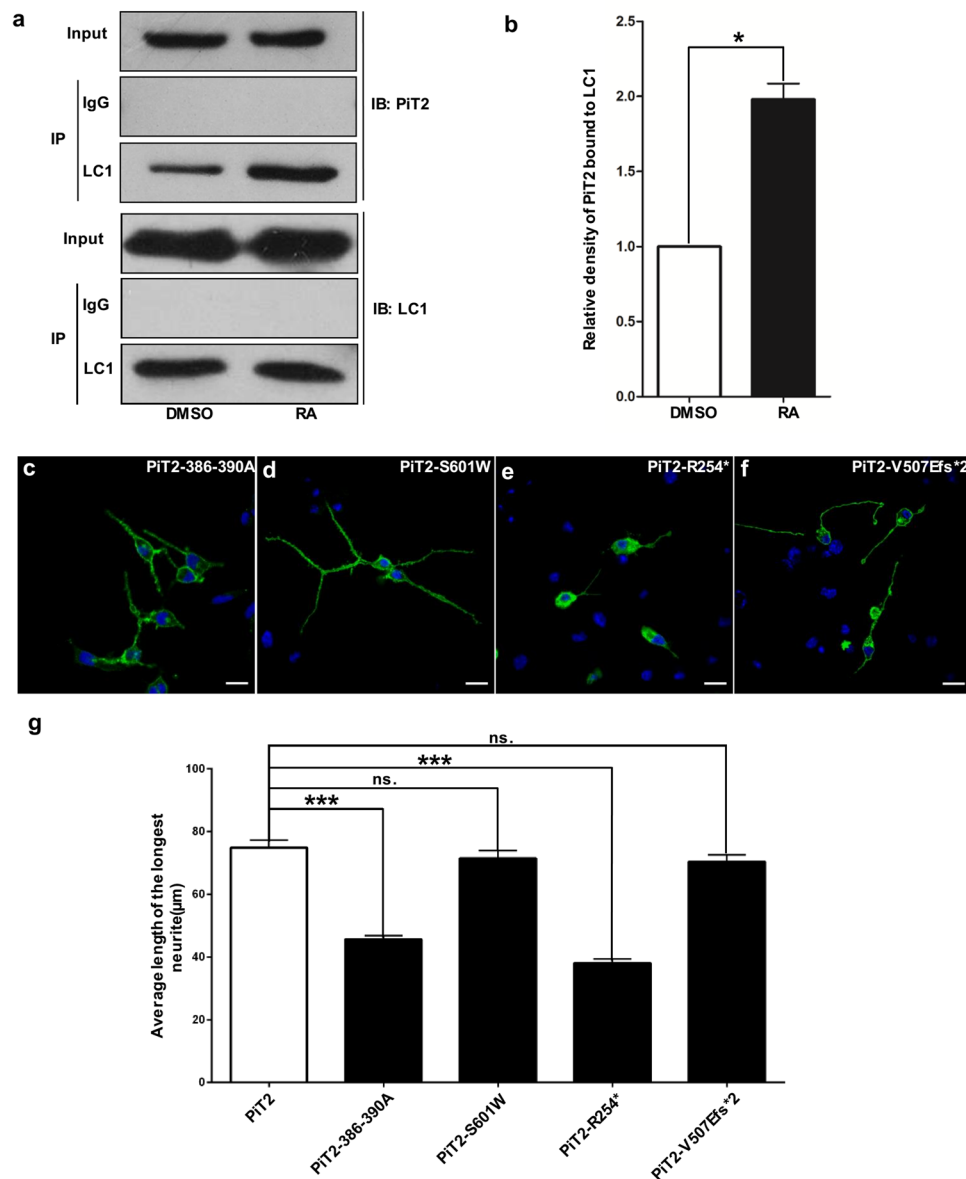 a
Input
IgG
IP
LC1
IB: PiT2
Input
IgG
IP
LC1
IB: LC1
DMSO RA
b
*
Relative density of PiT2 bound to LC1
2.5
2.0
1.5
1.0
0.5
0.0
DMSO RA
c PiT2-386-390A
d PiT2-S601W
e PiT2-R254*
f PiT2-V507Efs*2
g
ns.
***
ns.
***
Average length of the longest
neurite(μm)
100
80
60
40
20
0
PiT2
PiT2-386-390A
PiT2-S601W
PiT2-R254*
PiT2-V507Efs*2